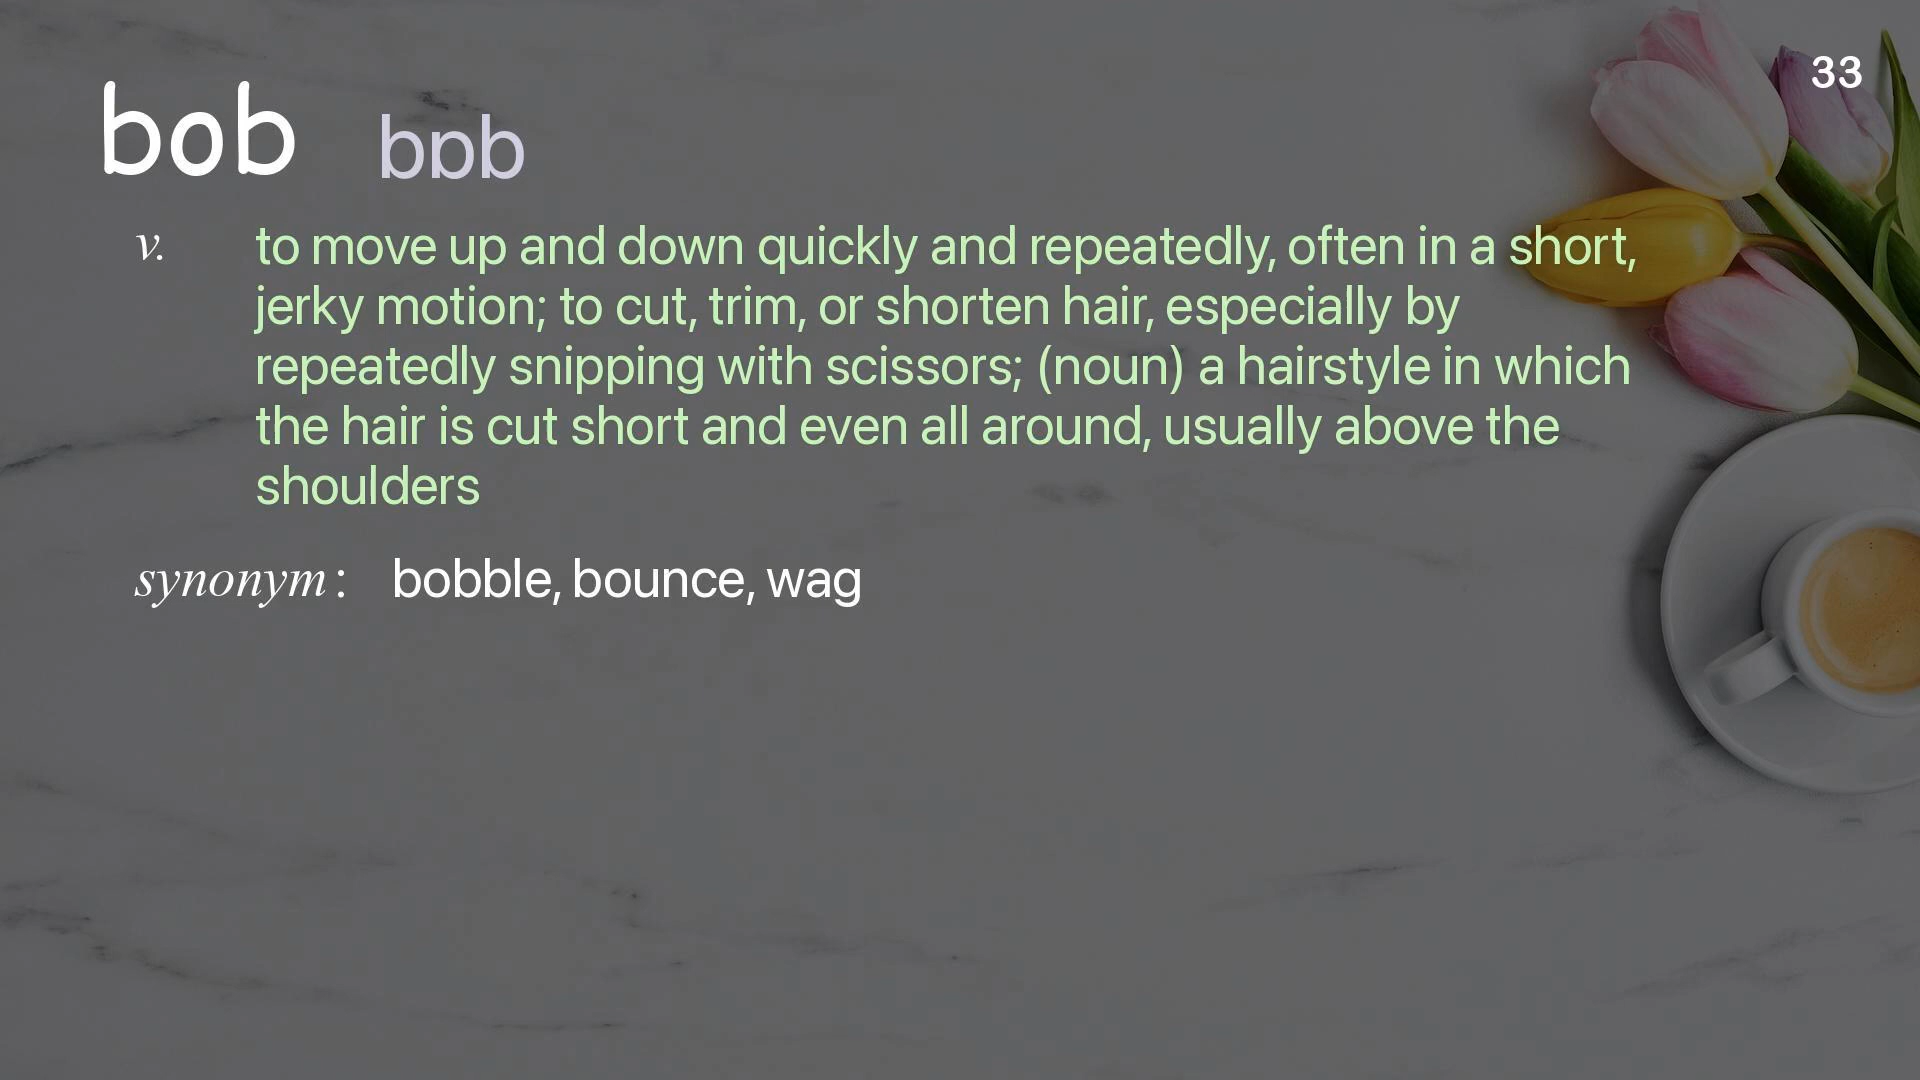 33
bob bɒb
v. to move up and down quickly and repeatedly, often in a short,
jerky motion; to cut, trim, or shorten hair, especially by
repeatedly snipping with scissors; (noun) a hairstyle in which
the hair is cut short and even all around, usually above the
shoulders
synonym: bobble, bounce, wag